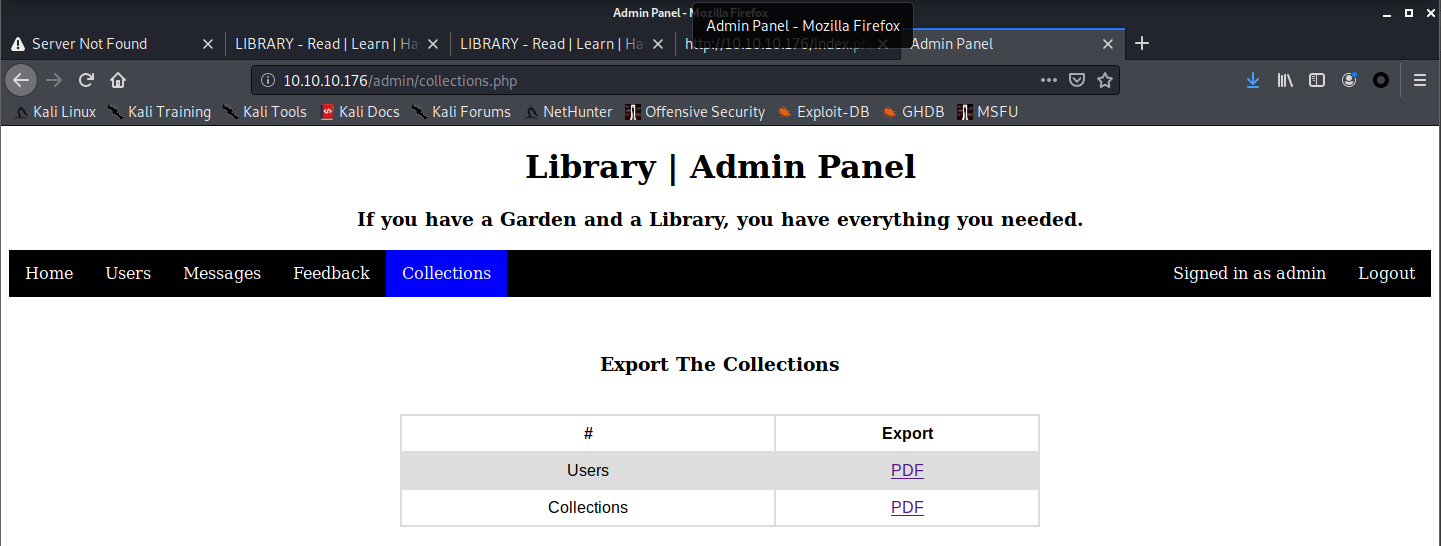 Admin Panel - Mozilla Firefox
Admin Panel - Mozilla Firefox
Server Not Found
LIBRARY - Read | Learn | Hav
LIBRARY - Read | Learn | Hav
http://10.10.10.176/index.ph
Admin Panel
10.10.10.176/admin/collections.php
Kali Linux Kali Training Kali Tools Kali Docs Kali Forums NetHunter Offensive Security Exploit-DB GHDB MSFU
Library | Admin Panel
If you have a Garden and a Library, you have everything you needed.
Home Users Messages Feedback Collections Signed in as admin Logout
Export The Collections
# Export
Users PDF
Collections PDF